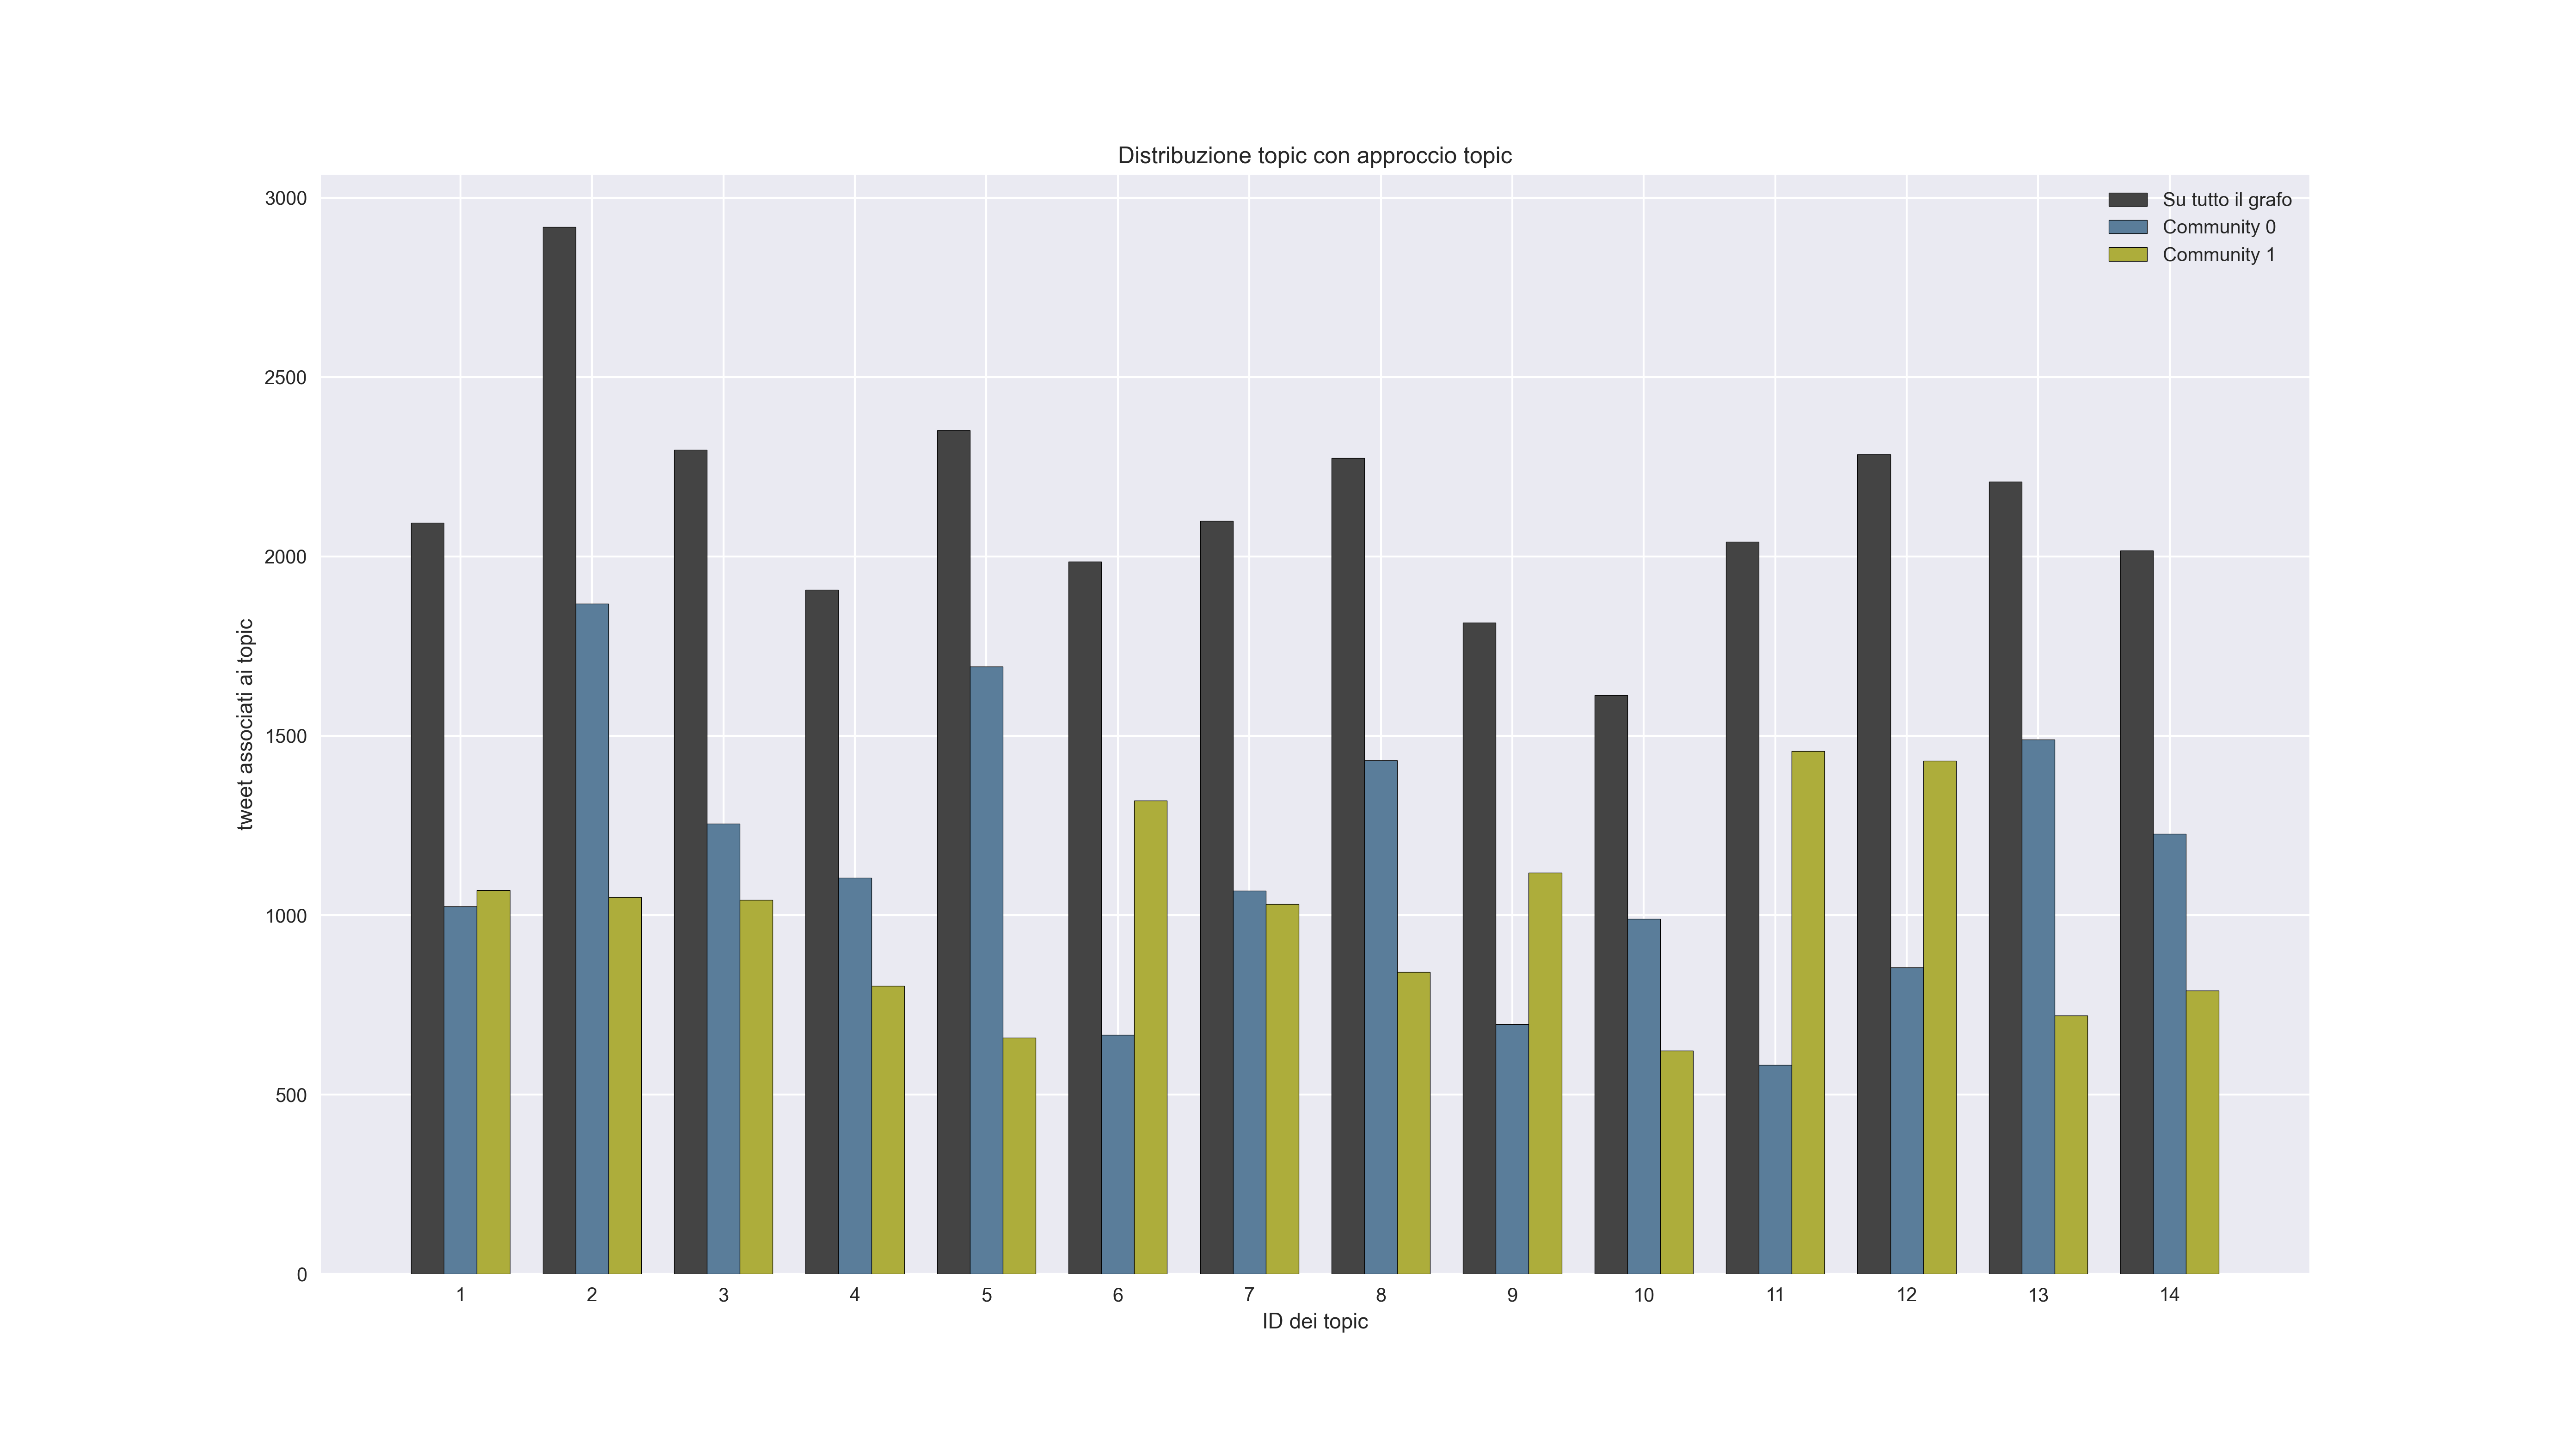 Distribuzione topic con approccio topic
Su tutto il grafo
Community 0
Community 1
3000
2500
2000
1500
1000
500
0
tweet associati ai topic
1 2 3 4 5 6 7 8 9 10 11 12 13 14
ID dei topic